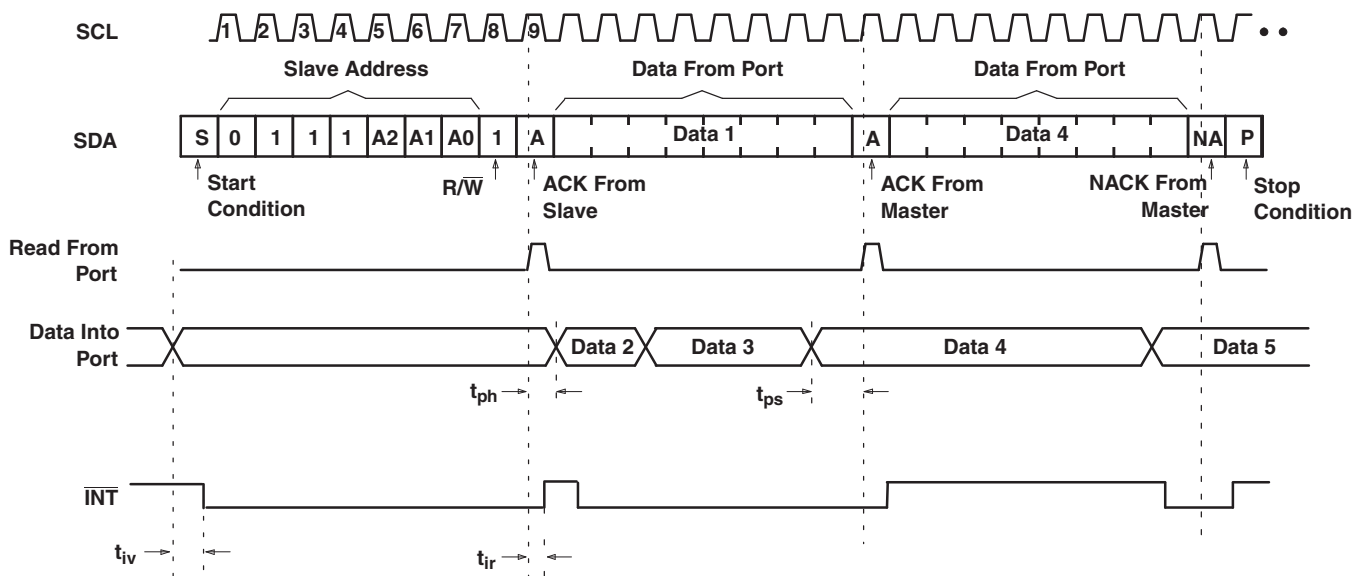 SCL
1 2 3 4 5 6 7 8 9
Slave Address Data From Port Data From Port
SDA S 0 1 1 1 A2 A1 A0 1 A Data 1 A Data 4 NA P
Start Condition
R/W̅
ACK From Slave
ACK From Master
NACK From Master
Stop Condition
Read From Port
Data Into Port
Data 2 Data 3 Data 4 Data 5
tph tps
I̅N̅T̅
tiv tir